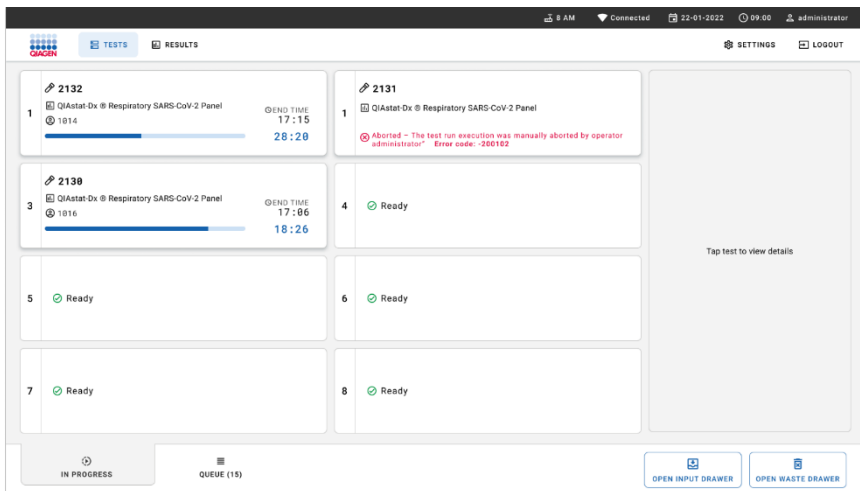 8 AM Connected 22-01-2022 09:00 administrator
QIAGEN TESTS RESULTS SETTINGS LOGOUT
1
2132
QIAstat-Dx ® Respiratory SARS-CoV-2 Panel
1014
END TIME
17:15
28:20
1
2131
QIAstat-Dx ® Respiratory SARS-CoV-2 Panel
Aborted – The test run execution was manually aborted by operator
administrator" Error code: -200102
3
2130
QIAstat-Dx ® Respiratory SARS-CoV-2 Panel
1016
END TIME
17:06
18:26
4 Ready
5 Ready
6 Ready
7 Ready
8 Ready
Tap test to view details
IN PROGRESS
QUEUE (15)
OPEN INPUT DRAWER
OPEN WASTE DRAWER